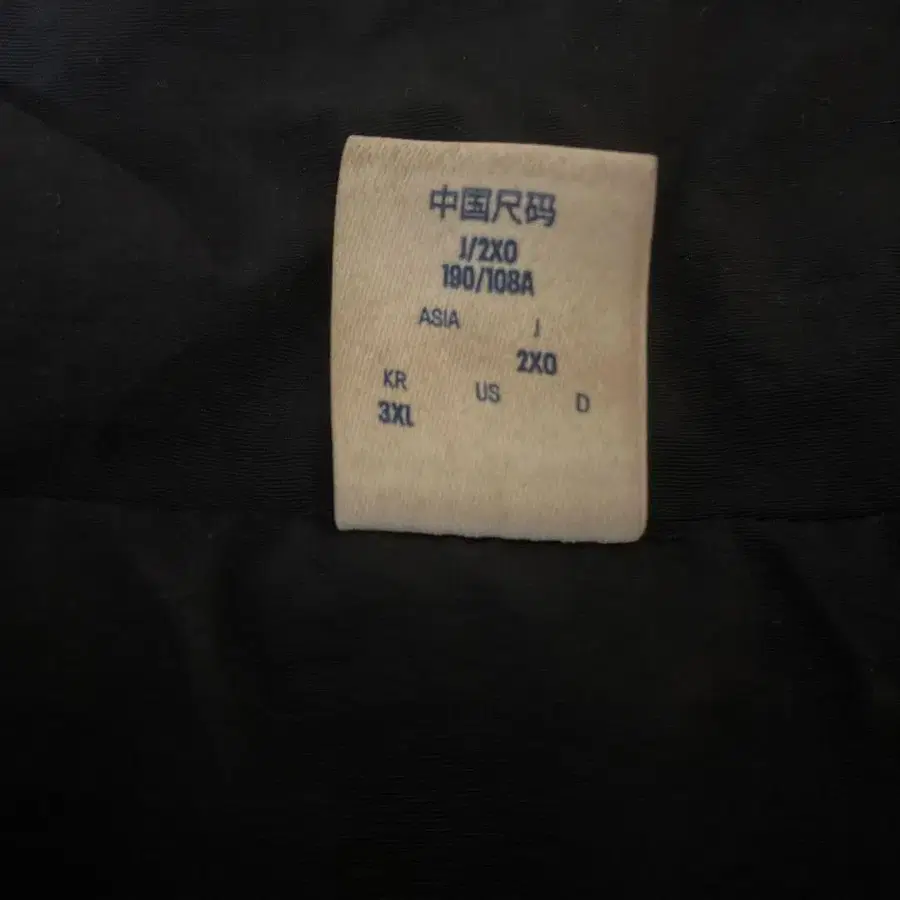 中国尺码
J/2XO
190/108A
ASIA J
2XO
KR US D
3XL